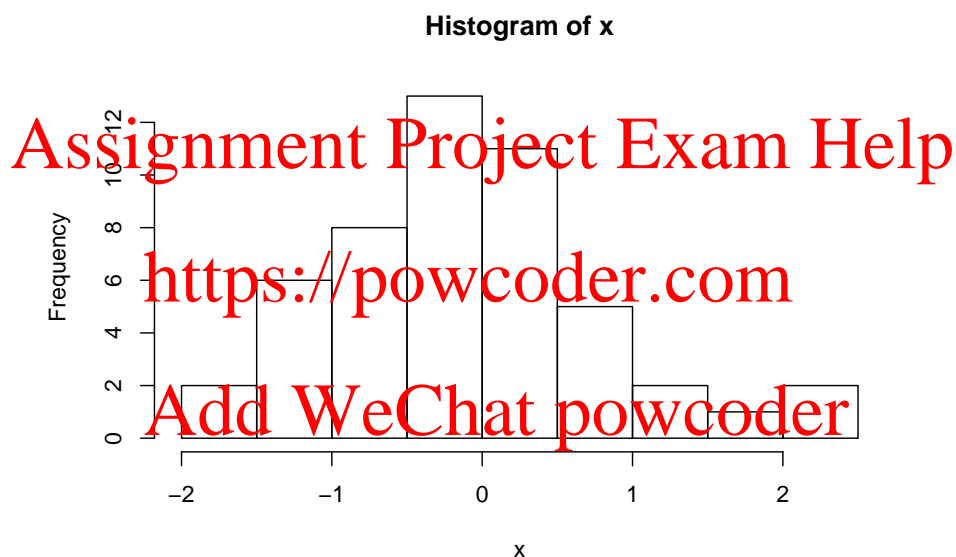 Histogram of x
Frequency
12
10
8
6
4
2
0
Assignment Project Exam Help
https://powcoder.com
Add WeChat powcoder
−2 −1 0 1 2
x